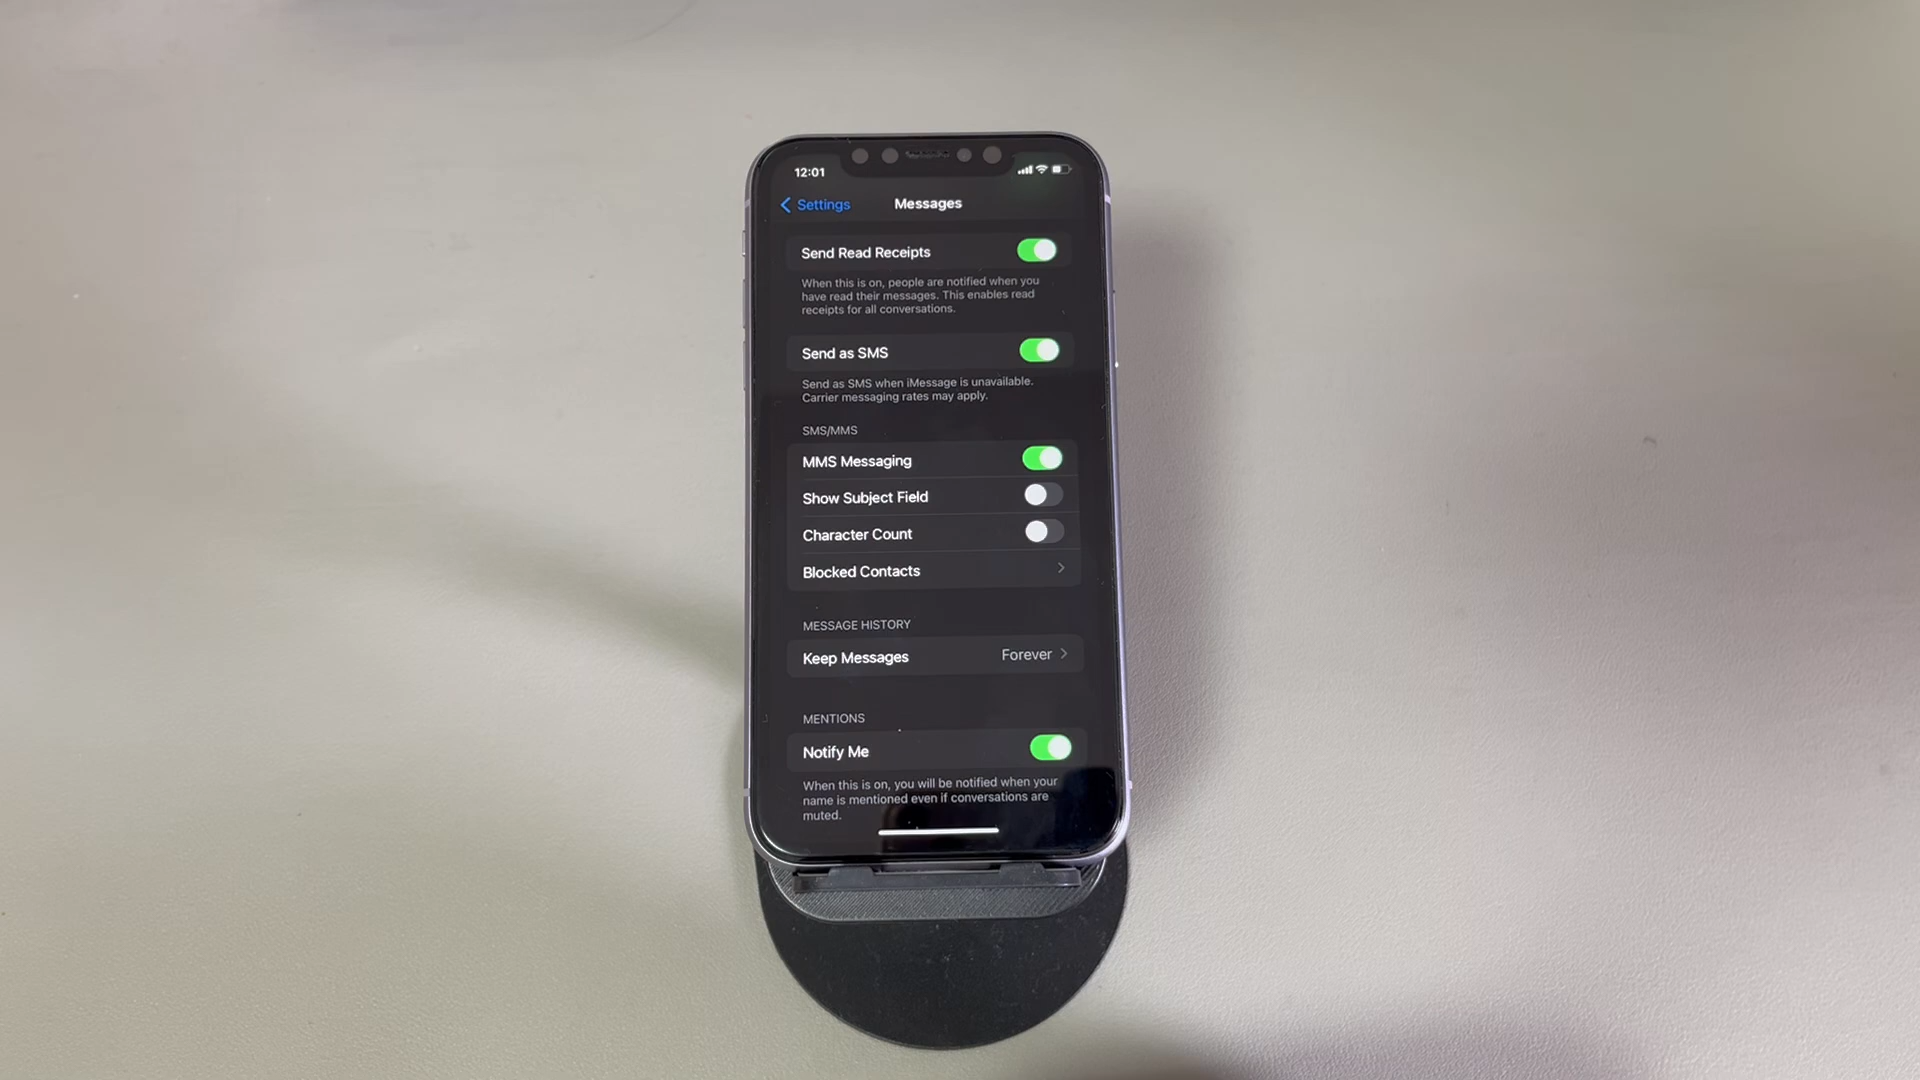 12:01
Settings
Messages
Send Read Receipts
When this is on, people are notified when you
have read their messages. This enables read
receipts for all conversations.
Send as SMS
Send as SMS when iMessage is unavailable.
Carrier messaging rates may apply.
SMS/MMS
MMS Messaging
Show Subject Field
Character Count
Blocked Contacts
MESSAGE HISTORY
Keep Messages Forever
MENTIONS
Notify Me
When this is on, you will be notified when your
name is mentioned even if conversations are
muted.